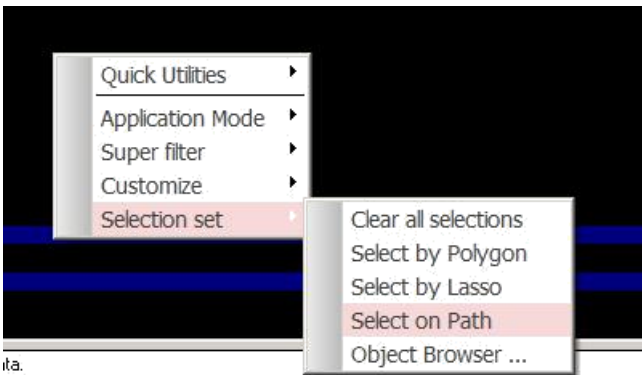 Quick Utilities
Application Mode
Super filter
Customize
Selection set
Clear all selections
Select by Polygon
Select by Lasso
Select on Path
Object Browser ...